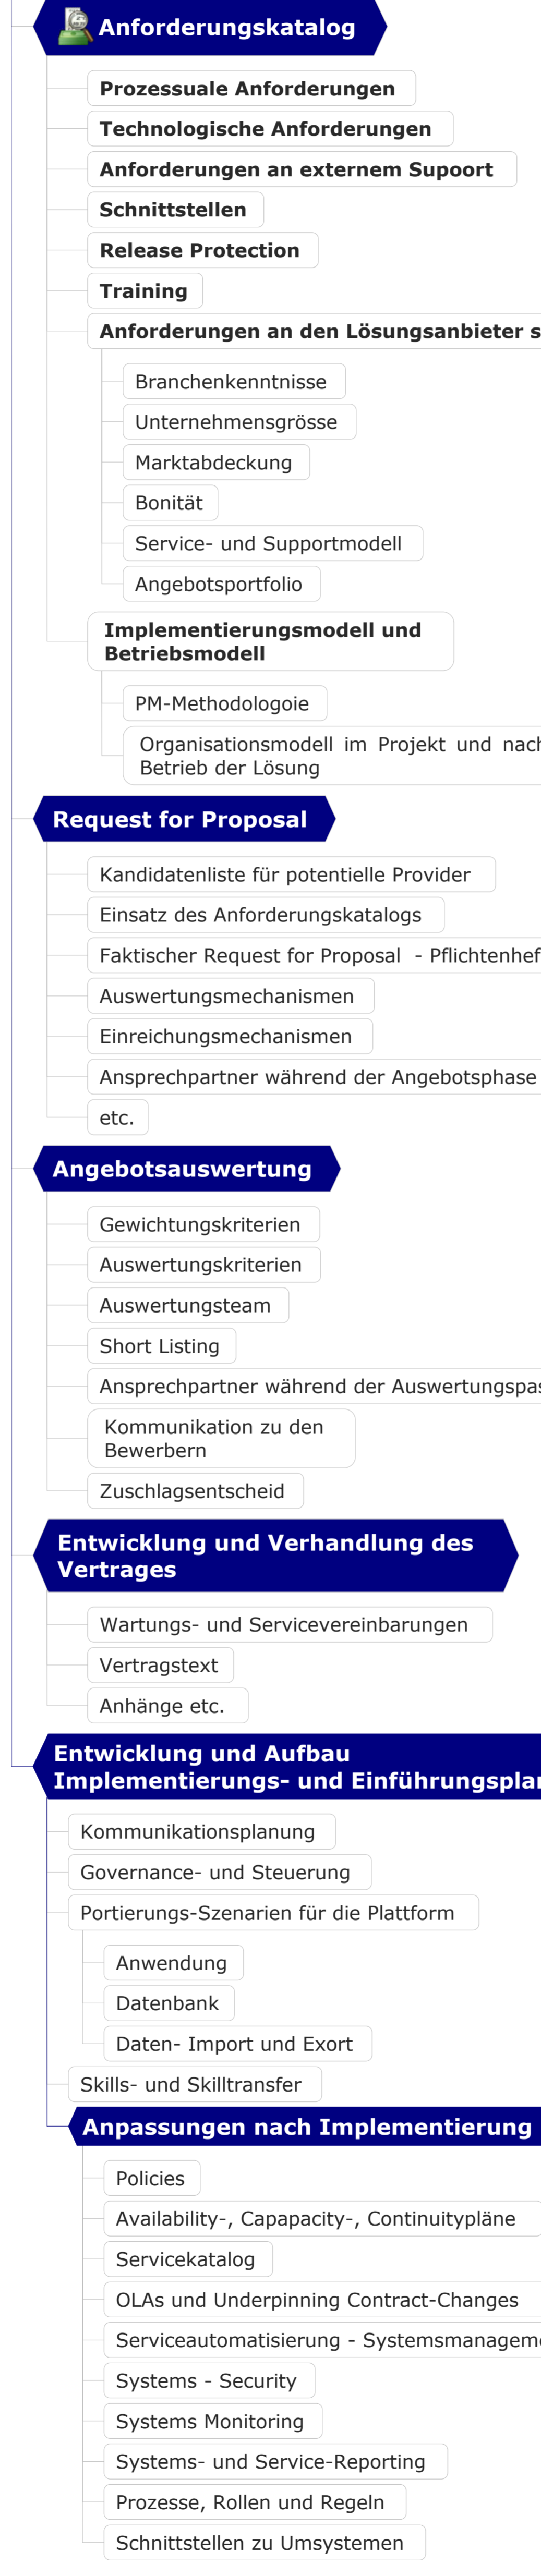 Anforderungskatalog
Prozessuale Anforderungen
Technologische Anforderungen
Anforderungen an externem Supoort
Schnittstellen
Release Protection
Training
Anforderungen an den Lösungsanbieter s
Branchenkenntnisse
Unternehmensgrösse
Marktabdeckung
Bonität
Service- und Supportmodell
Angebotsportfolio
Implementierungsmodell und
Betriebsmodell
PM-Methodologoie
Organisationsmodell im Projekt und nach
Betrieb der Lösung
Request for Proposal
Kandidatenliste für potentielle Provider
Einsatz des Anforderungskatalogs
Faktischer Request for Proposal - Pflichtenhef
Auswertungsmechanismen
Einreichungsmechanismen
Ansprechpartner während der Angebotsphase
etc.
Angebotsauswertung
Gewichtungskriterien
Auswertungskriterien
Auswertungsteam
Short Listing
Ansprechpartner während der Auswertungspas
Kommunikation zu den
Bewerbern
Zuschlagsentscheid
Entwicklung und Verhandlung des
Vertrages
Wartungs- und Servicevereinbarungen
Vertragstext
Anhänge etc.
Entwicklung und Aufbau
Implementierungs- und Einführungsplan
Kommunikationsplanung
Governance- und Steuerung
Portierungs-Szenarien für die Plattform
Anwendung
Datenbank
Daten- Import und Exort
Skills- und Skilltransfer
Anpassungen nach Implementierung
Policies
Availability-, Capapacity-, Continuitypläne
Servicekatalog
OLAs und Underpinning Contract-Changes
Serviceautomatisierung - Systemsmanageme
Systems - Security
Systems Monitoring
Systems- und Service-Reporting
Prozesse, Rollen und Regeln
Schnittstellen zu Umsystemen